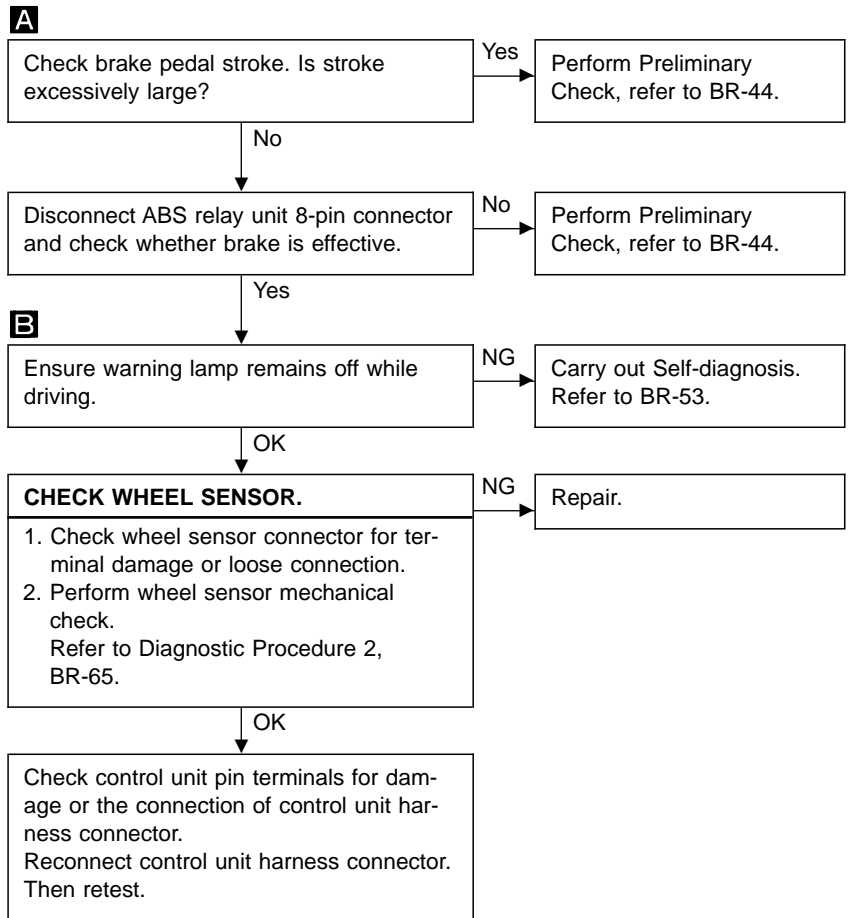 A
Check brake pedal stroke. Is stroke
excessively large?
Yes
Perform Preliminary
Check, refer to BR-44.
No
Disconnect ABS relay unit 8-pin connector
and check whether brake is effective.
No
Perform Preliminary
Check, refer to BR-44.
Yes
B
Ensure warning lamp remains off while
driving.
NG
Carry out Self-diagnosis.
Refer to BR-53.
OK
CHECK WHEEL SENSOR.
NG
Repair.
1. Check wheel sensor connector for ter-
minal damage or loose connection.
2. Perform wheel sensor mechanical
check.
Refer to Diagnostic Procedure 2,
BR-65.
OK
Check control unit pin terminals for dam-
age or the connection of control unit har-
ness connector.
Reconnect control unit harness connector.
Then retest.